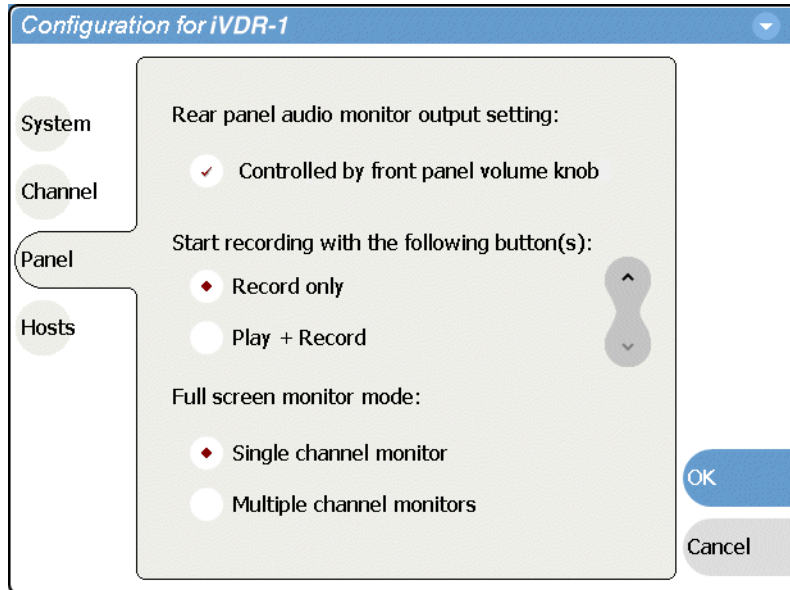 Configuration for iVDR-1
System
Channel
Panel
Hosts
Rear panel audio monitor output setting:
Controlled by front panel volume knob
Start recording with the following button(s):
Record only
Play + Record
Full screen monitor mode:
Single channel monitor
Multiple channel monitors
OK
Cancel